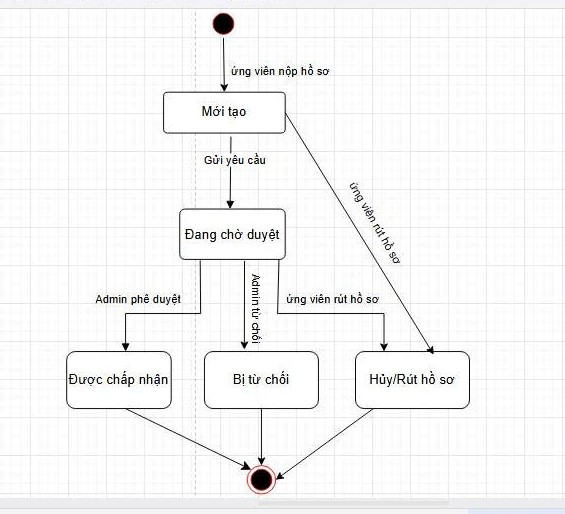 ứng viên nộp hồ sơ
Mới tạo
Gửi yêu cầu
ứng viên rút hồ sơ
Đang chờ duyệt
Admin phê duyệt
Admin từ chối
ứng viên rút hồ sơ
Được chấp nhận
Bị từ chối
Hủy/Rút hồ sơ